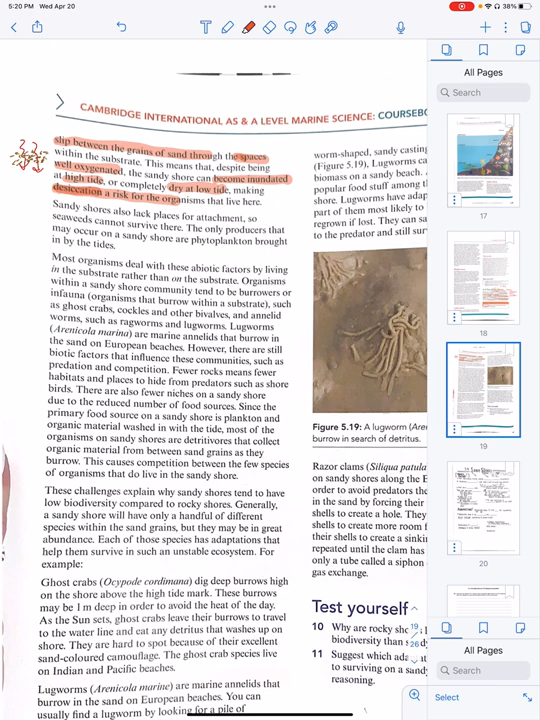 5:20 PM Wed Apr 20
38%
CAMBRIDGE INTERNATIONAL AS & A LEVEL MARINE SCIENCE: COURSEBO
slip between the grains of sand through the spaces
within the substrate. This means that, despite being
well oxygenated, the sandy shore can become inundated
at high tide, or completely dry at low tide, making
desiccation a risk for the organisms that live here.
Sandy shores also lack places for attachment, so
seaweeds cannot survive there. The only producers that
may occur on a sandy shore are phytoplankton brought
in by the tides.
Most organisms deal with these abiotic factors by living
in the substrate rather than on the substrate. Organisms
within a sandy shore community tend to be burrowers or
infauna (organisms that burrow within a substrate), such
as ghost crabs, cockles and other bivalves, and annelid
worms, such as ragworms and lugworms. Lugworms
(Arenicola marina) are marine annelids that burrow in
the sand on European beaches. However, there are still
biotic factors that influence these communities, such as
predation and competition. Fewer rocks means fewer
habitats and places to hide from predators such as shore
birds. There are also fewer niches on a sandy shore
due to the reduced number of food sources. Since the
primary food source on a sandy shore is plankton and
organic material washed in with the tide, most of the
organisms on sandy shores are detritivores that collect
organic material from between sand grains as they
burrow. This causes competition between the few species
of organisms that do live in the sandy shore.
These challenges explain why sandy shores tend to have
low biodiversity compared to rocky shores. Generally,
a sandy shore will have only a handful of different
species within the sand grains, but they may be in great
abundance. Each of those species has adaptations that
help them survive in such an unstable ecosystem. For
example:
Ghost crabs (Ocypode cordimana) dig deep burrows high
on the shore above the high tide mark. These burrows
may be 1 m deep in order to avoid the heat of the day.
As the Sun sets, ghost crabs leave their burrows to travel
to the water line and eat any detritus that washes up on
shore. They are hard to spot because of their excellent
sand-coloured camouflage. The ghost crab species live
on Indian and Pacific beaches.
Lugworms (Arenicola marine) are marine annelids that
burrow in the sand on European beaches. You can
usually find a lugworm by looking for a pile of
worm-shaped, sandy casting
(Figure 5.19), Lugworms ca
biomass on a sandy beach. 
popular food stuff among t
shore. Lugworms have adap
part of them most likely to
regrown if lost. They can sa
to the predator and still sur
Figure 5.19: A lugworm (Are
burrow in search of detritus.
Razor clams (Siliqua patula
on sandy shores along the E
order to avoid predators the
in the sand by forcing their
shells to create a hole. They
shells to create more room f
their shells to create a sinki
repeated until the clam has
only a tube called a siphon
gas exchange.
Test yourself
10 Why are rocky sho
biodiversity than
11 Suggest which ada
to surviving on a sandy
reasoning.
19
26
All Pages
Search
17
18
19
20
All Pages
Search
Select